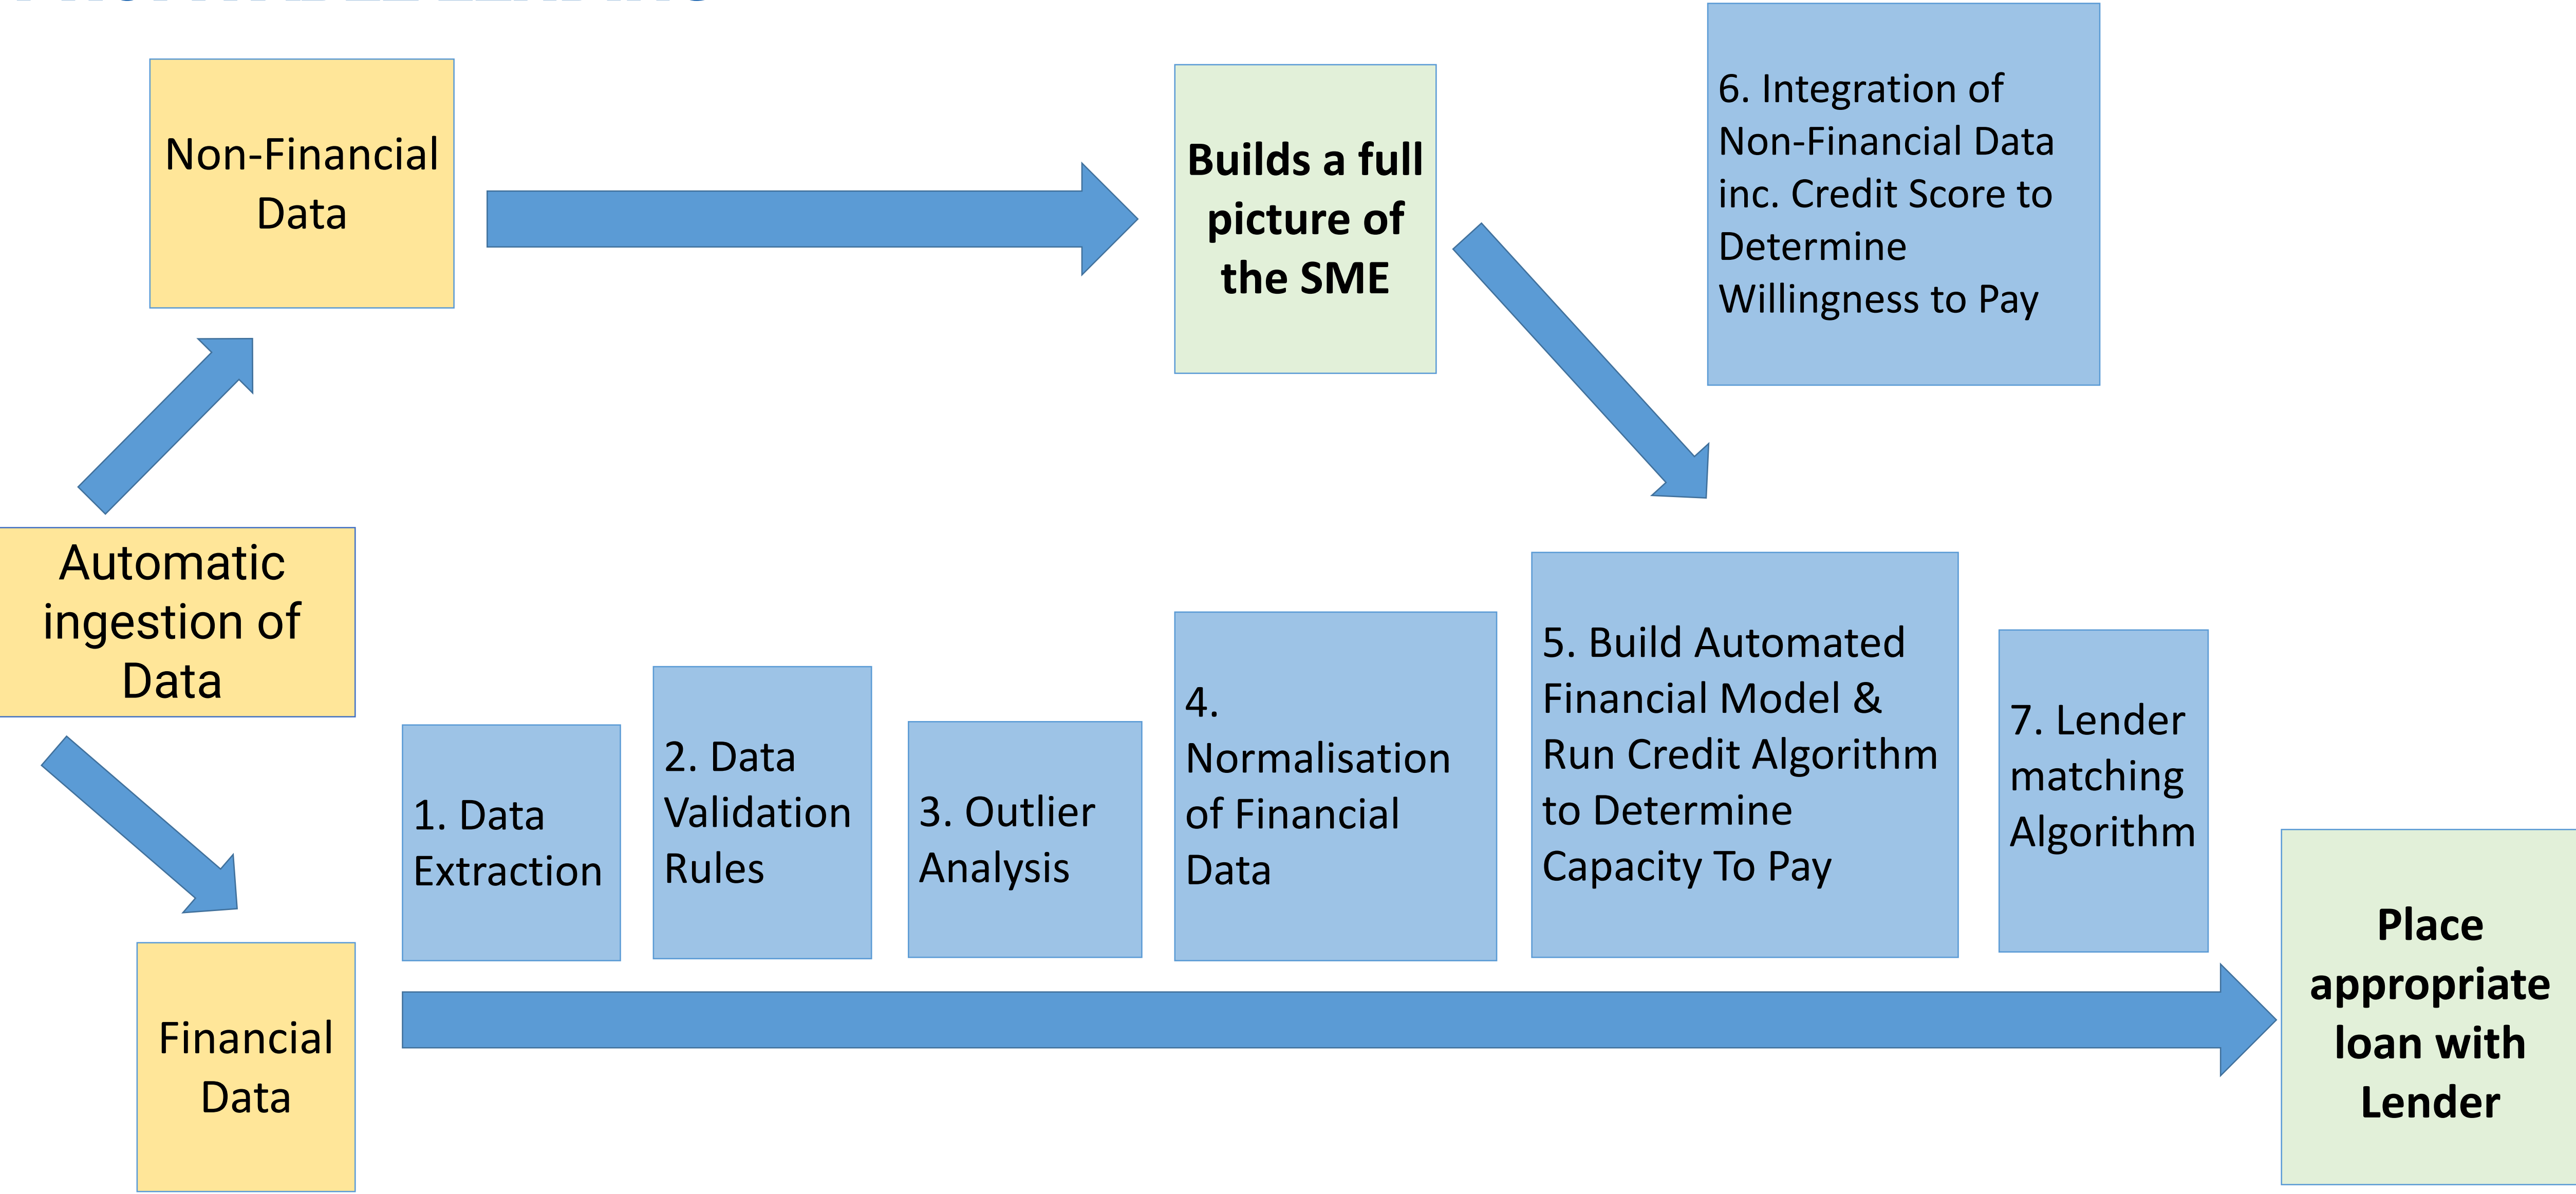 Non-Financial
Data
Builds a full
picture of
the SME
6. Integration of
Non-Financial Data
inc. Credit Score to
Determine
Willingness to Pay
Automatic
ingestion of
Data
1. Data
Extraction
2. Data
Validation
Rules
3. Outlier
Analysis
4.
Normalisation
of Financial
Data
5. Build Automated
Financial Model &
Run Credit Algorithm
to Determine
Capacity To Pay
7. Lender
matching
Algorithm
Financial
Data
Place
appropriate
loan with
Lender